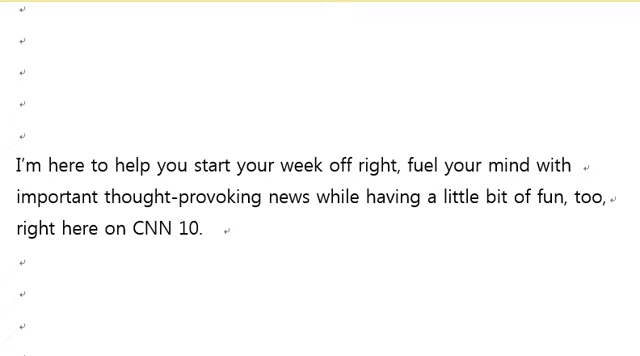 I'm here to help you start your week off right, fuel your mind with
important thought-provoking news while having a little bit of fun, too,
right here on CNN 10.